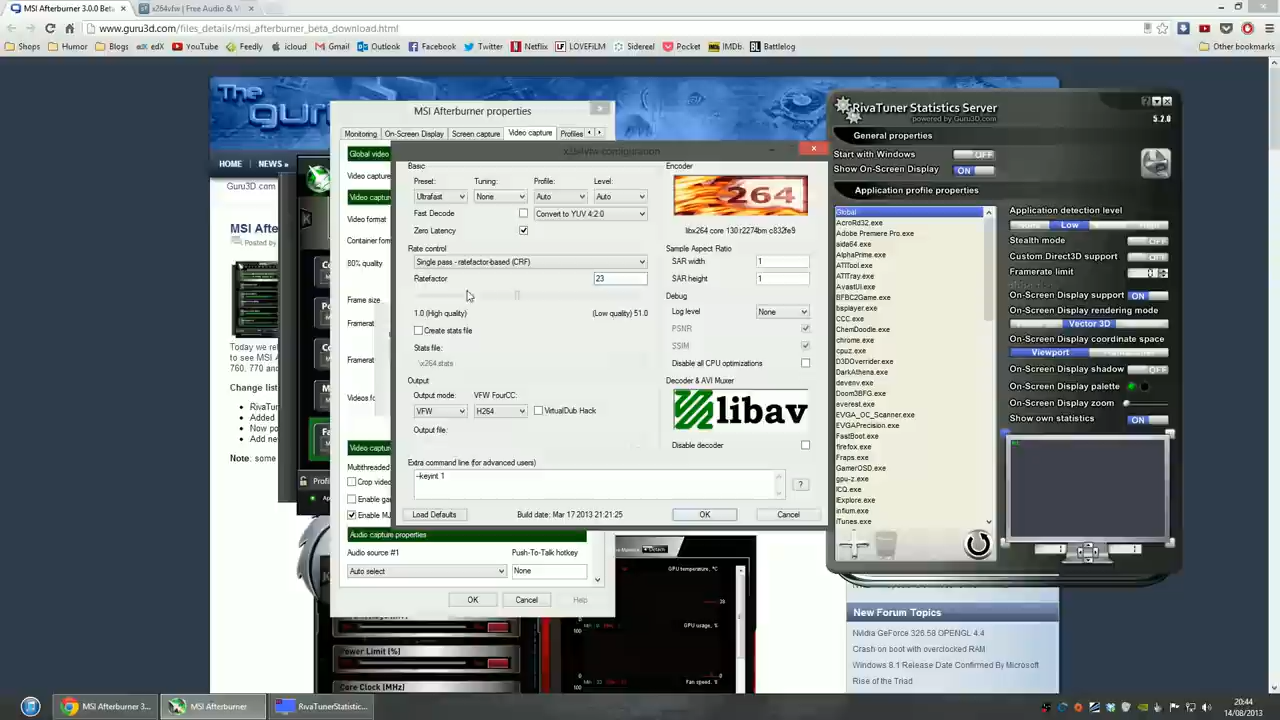 MSI Afterburner 3.0.0 Beta
x264vfw | Free Audio & V
www.guru3d.com/files_details/msi_afterburner_beta_download.html
Shops Humor Blogs edX YouTube Feedly icloud Gmail Outlook Facebook Twitter Netflix LOVEFiLM Sidereal Pocket IMDb Battlelog Other bookmarks
The
HOME NEWS »
Guru3D.com
Posted by
Today we re
to see MSI A
760, 770 and
Change list
RivaTur
Added
Now po
Add nev
Note: some
MSI Afterburner properties
Monitoring On-Screen Display Screen capture Video capture Profiles
Global video
Video capture
Video captu
Video format
Container form
80% quality
Frame size
Framerat
Framerat
Videos fo
Video captu
Multithreaded
Crop video
Enable ga
Enable MJ
Audio capture properties
Audio source #1 Push-To-Talk hotkey
Auto select None
OK Cancel Help
x264vfw configuration
Basic
Preset: Tuning: Profile: Level:
Ultrafast None Auto Auto
Fast Decode Convert to YUV 4:2:0
Zero Latency
Rate control
Single pass - ratefactor-based (CRF)
Ratefactor 23
1.0 (High quality) (Low quality) 51.0
Create stats file
Stats file:
.\x264.stats
Output
Output mode: VFW FourCC:
VFW H264 VirtualDub Hack
Output file:
Extra command line (for advanced users)
--keyint 1
?
Load Defaults Build date: Mar 17 2013 21:21:25 OK Cancel
Encoder
264
libx264 core 130 r2274bm c832fe9
Sample Aspect Ratio
SAR width 1
SAR height 1
Debug
Log level None
PSNR
SSIM
Disable all CPU optimizations
Decoder & AVI Muxer
libav
Disable decoder
Power Limit (%)
Core Clock (MHz)
Detach
GPU temperature, °C
GPU usage, %
Fan speed, %
RivaTuner Statistics Server
powered by Guru3D.com
5.2.0
General properties
Start with Windows OFF
Show On-Screen Display ON
Application profile properties
Global
AcroRd32.exe
Adobe Premiere Pro.exe
aida64.exe
AlphaPrime.exe
ATITool.exe
ATITray.exe
AvastUI.exe
BFBC2Game.exe
bsplayer.exe
CCC.exe
ChemDoodle.exe
chrome.exe
cpuz.exe
D3DOverrider.exe
DarkAthena.exe
devenv.exe
Doom3BFG.exe
everest.exe
EVGA_OC_Scanner.exe
EVGAPrecision.exe
FastBoot.exe
firefox.exe
Fraps.exe
GamerOSD.exe
gpu-z.exe
ICQ.exe
IExplore.exe
infium.exe
iTunes.exe
Application detection level
Low
Stealth mode OFF
Custom Direct3D support OFF
Framerate limit 0
On-Screen Display support ON
On-Screen Display rendering mode
Vector 3D
On-Screen Display coordinate space
Viewport
On-Screen Display shadow OFF
On-Screen Display palette
On-Screen Display zoom
Show own statistics ON
New Forum Topics
NVidia GeForce 326.58 OPENGL 4.4
Crash on boot with overclocked RAM
Windows 8.1 Release Date Confirmed By Microsoft
Rise of the Triad
MSI Afterburner 3...
MSI Afterburner
RivaTunerStatistic...
20:44
14/08/2013